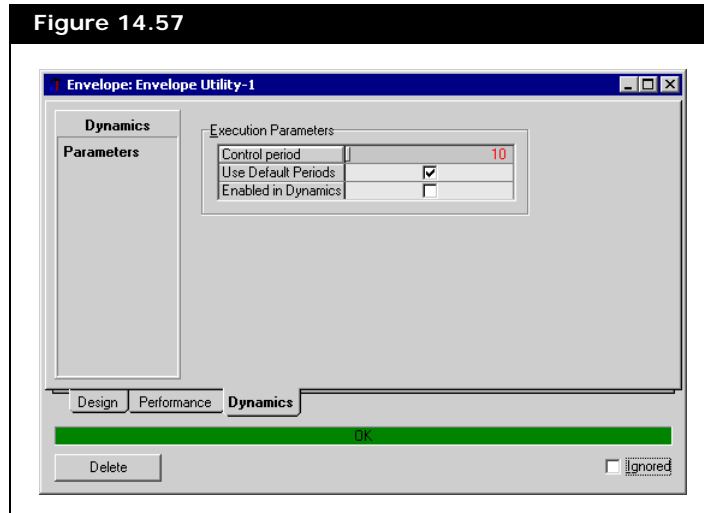 Figure 14.57
Envelope: Envelope Utility-1
Dynamics
Parameters
Execution Parameters
Control period 10
Use Default Periods
Enabled in Dynamics
Design Performance Dynamics
OK
Delete Ignored